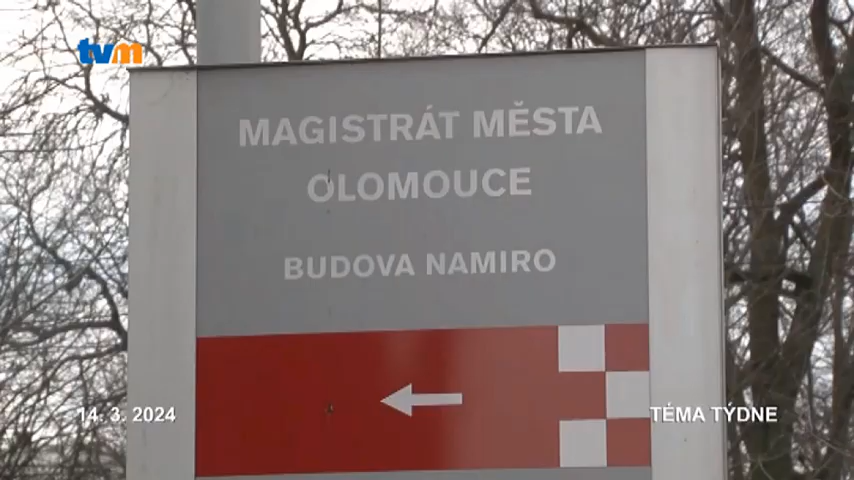 tvm
MAGISTRÁT MĚSTA
OLOMOUCE
BUDOVA NAMIRO
14. 3. 2024
TÉMA TÝDNE